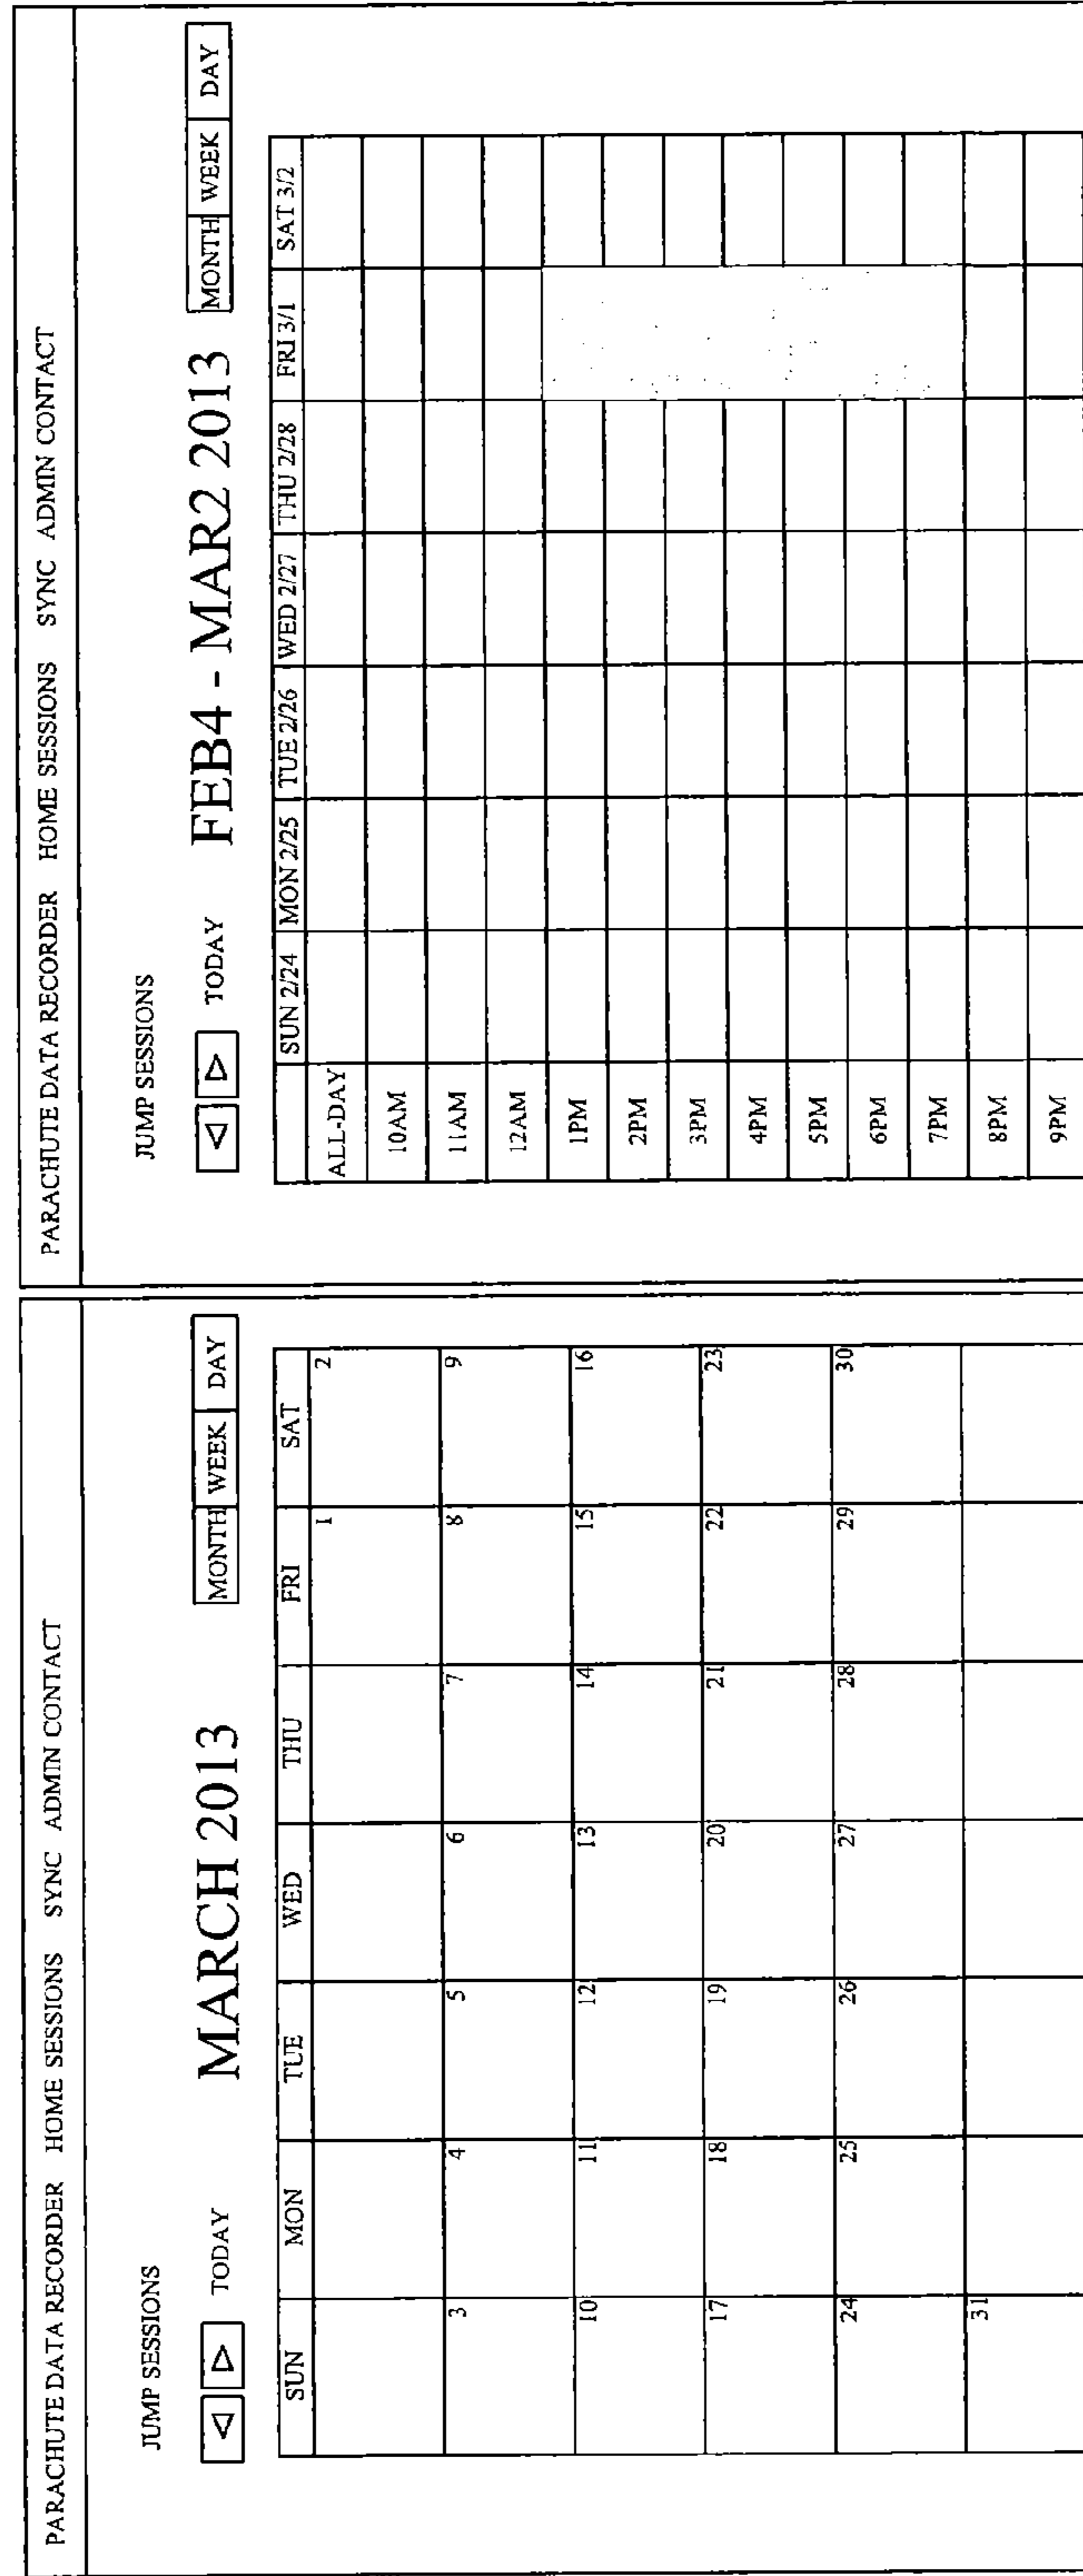 PARACHUTE DATA RECORDER HOME SESSIONS SYNC ADMIN CONTACT
JUMP SESSIONS
TODAY MARCH 2013 MONTH WEEK DAY
SUN MON TUE WED THU FRI SAT
1 2
3 4 5 6 7 8 9
10 11 12 13 14 15 16
17 18 19 20 21 22 23
24 25 26 27 28 29 30
31
PARACHUTE DATA RECORDER HOME SESSIONS SYNC ADMIN CONTACT
JUMP SESSIONS
TODAY FEB4 - MAR2 2013 MONTH WEEK DAY
SUN 2/24 MON 2/25 TUE 2/26 WED 2/27 THU 2/28 FRI 3/1 SAT 3/2
ALL-DAY
10AM
11AM
12AM
1PM
2PM
3PM
4PM
5PM
6PM
7PM
8PM
9PM